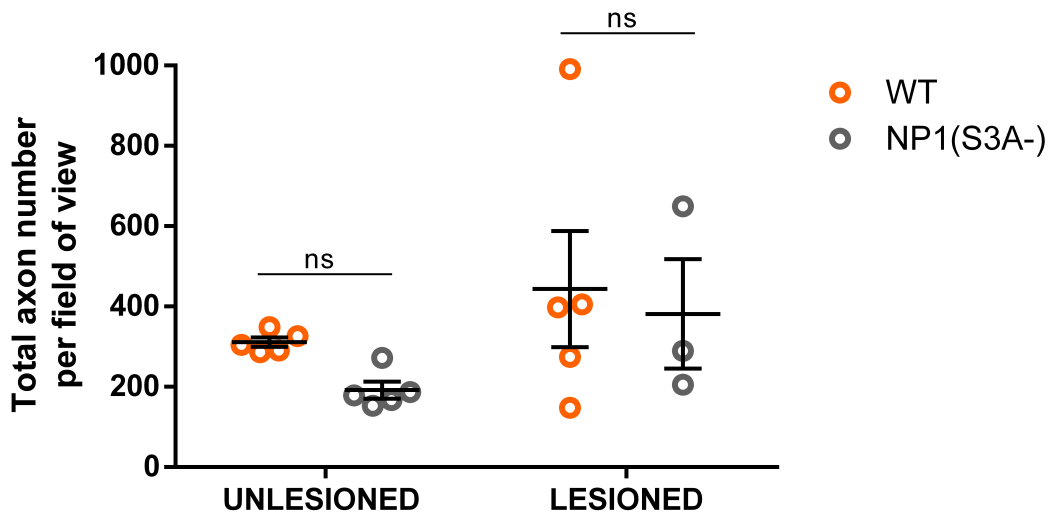 ns
1000
WT
NP1(S3A-)
800
Total axon number
per field of view
600
ns
400
200
0
UNLESIONED
LESIONED